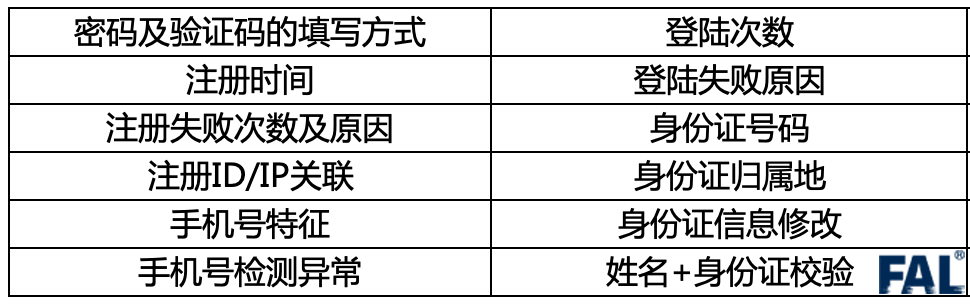 密码及验证码的填写方式 登陆次数
注册时间 登陆失败原因
注册失败次数及原因 身份证号码
注册ID/IP关联 身份证归属地
手机号特征 身份证信息修改
手机号检测异常 姓名+身份证校验
FAL®